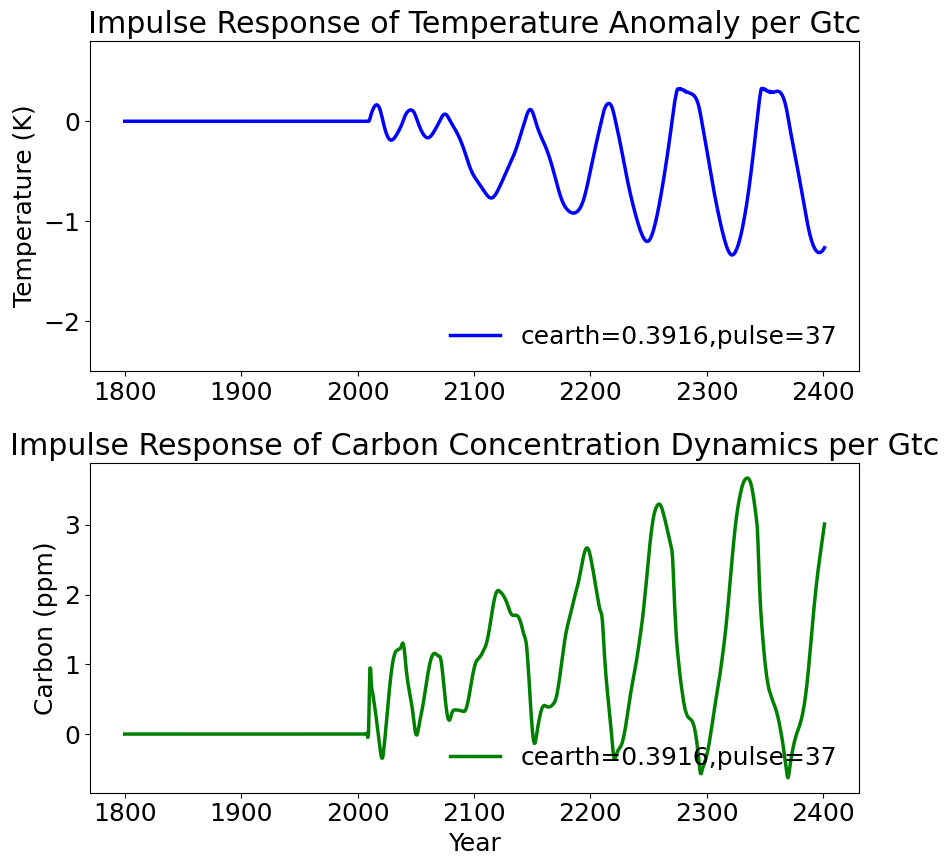 Impulse Response of Temperature Anomaly per Gtc
Temperature (K)
0
−1
−2
cearth=0.3916,pulse=37
1800 1900 2000 2100 2200 2300 2400
Impulse Response of Carbon Concentration Dynamics per Gtc
Carbon (ppm)
3
2
1
0
cearth=0.3916,pulse=37
1800 1900 2000 2100 2200 2300 2400
Year